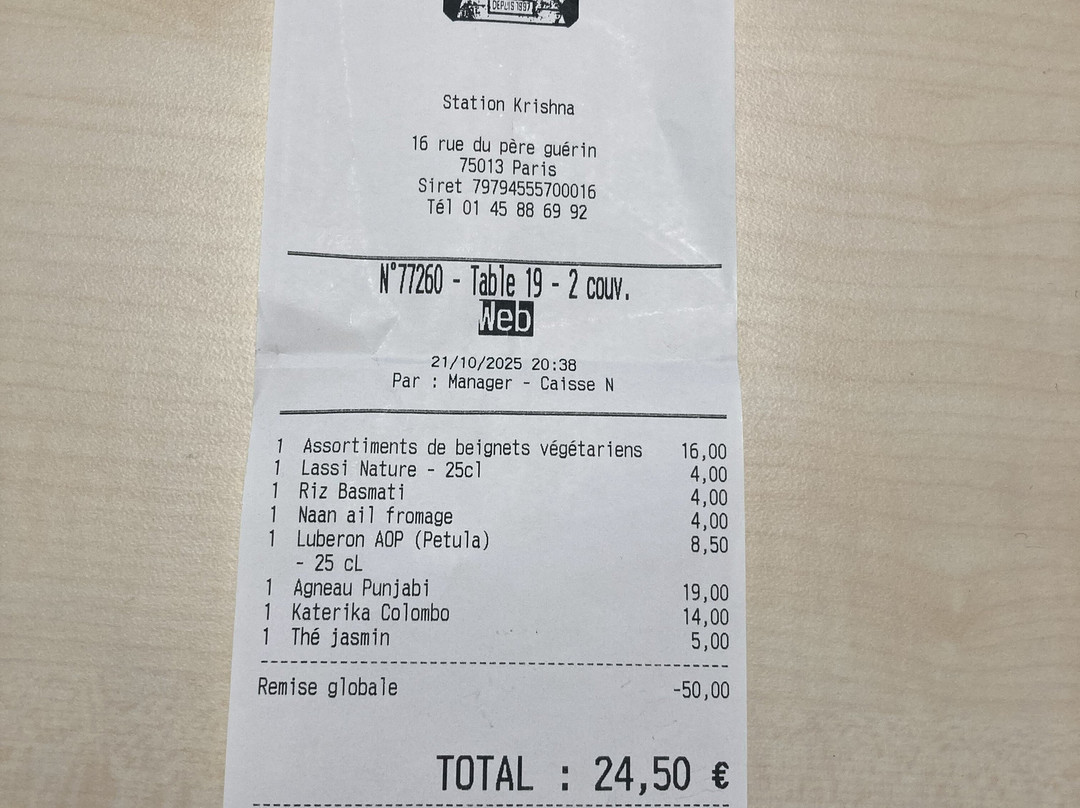 DEPUIS 1997
Station Krishna
16 rue du père guérin
75013 Paris
Siret 79794555700016
Tél 01 45 88 69 92
N°77260 - Table 19 - 2 couv.
Web
21/10/2025 20:38
Par : Manager - Caisse N
1 Assortiments de beignets végétariens 16,00
1 Lassi Nature - 25cl 4,00
1 Riz Basmati 4,00
1 Naan ail fromage 4,00
1 Luberon AOP (Petula) 8,50
- 25 cL
1 Agneau Punjabi 19,00
1 Katerika Colombo 14,00
1 Thé jasmin 5,00
Remise globale -50,00
TOTAL : 24,50 €